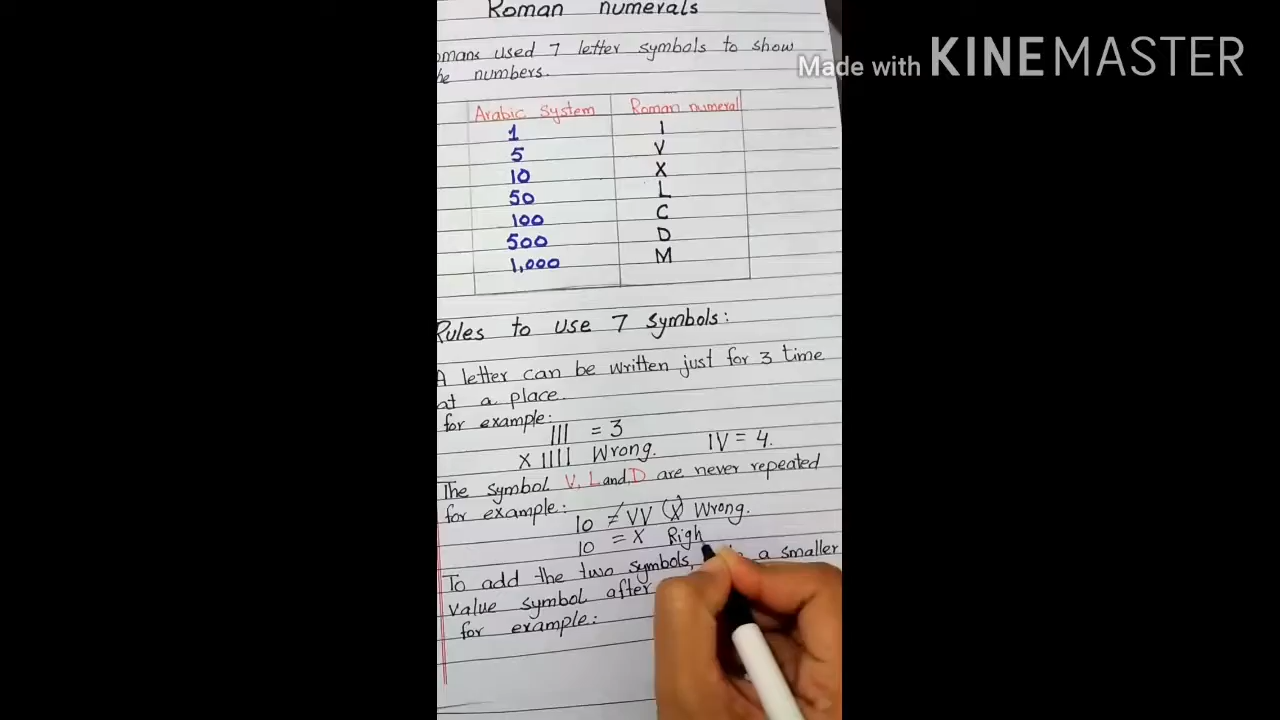 Roman numerals
Made with KINEMASTER
omans used 7 letter symbols to show
he numbers.
Arabic System Roman numeral
1 I
5 V
10 X
50 L
100 C
500 D
1,000 M
Rules to use 7 symbols:
A letter can be written just for 3 time
at a place.
for example:
III = 3
X IIII Wrong. IV = 4.
The symbol V, L and, D are never repeated
for example:
10 ≠ VV (X) Wrong.
10 = X Righ
To add the two symbols, a smaller
value symbol after
for example: